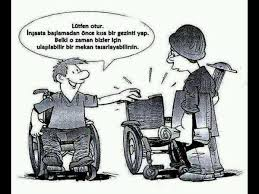 Lütfen otur.
İnşaata başlamadan önce kısa bir gezinti yap.
Belki o zaman bizler için
ulaşılabilir bir mekan tasarlayabilirsin.